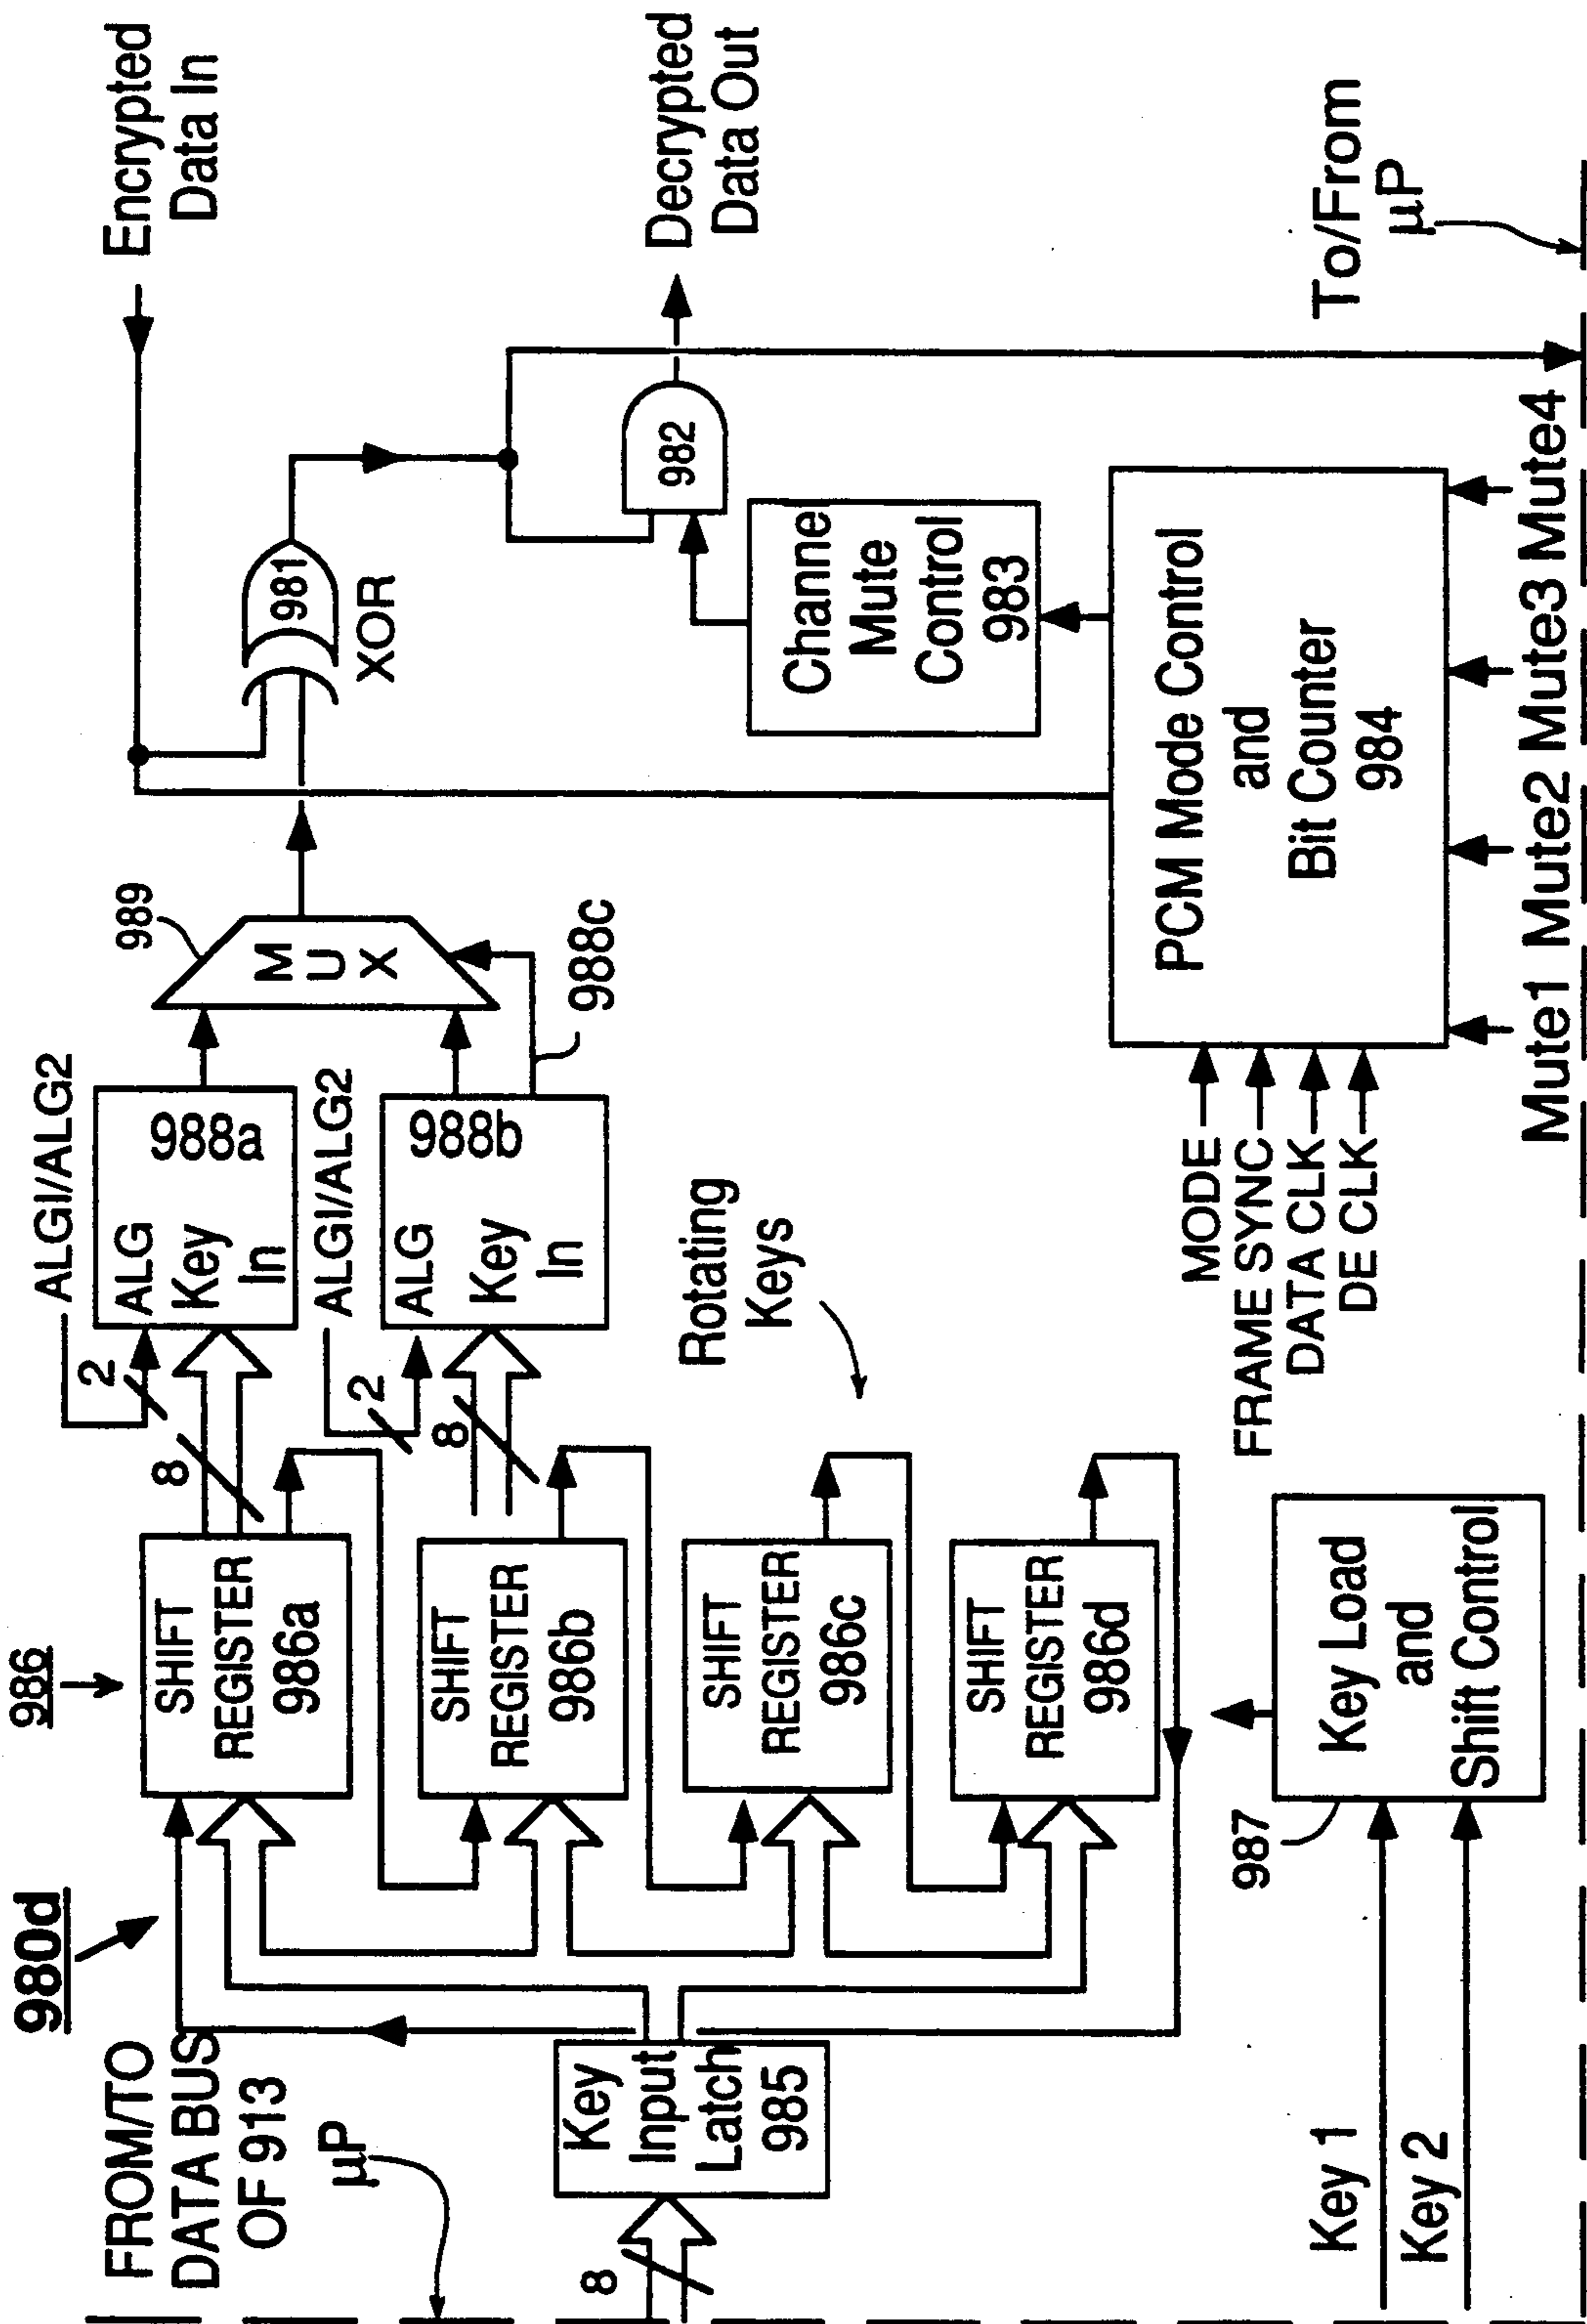 980d
986
FROM/TO
DATA BUS
OF 913
µP
8
Key
Input
Latch
985
SHIFT
REGISTER
986a
SHIFT
REGISTER
986b
SHIFT
REGISTER
986c
SHIFT
REGISTER
986d
8
2
ALGI/ALG2
ALG
988a
Key
In
8
2
ALGI/ALG2
ALG
988b
Key
In
988c
989
MUX
Rotating
Keys
Encrypted
Data In
981
XOR
982
Decrypted
Data Out
Channel
Mute
Control
983
PCM Mode Control
and
Bit Counter
984
MODE
FRAME SYNC
DATA CLK
DE CLK
Mute1 Mute2 Mute3 Mute4
To/From
µP
Key 1
Key 2
987
Key Load
and
Shift Control